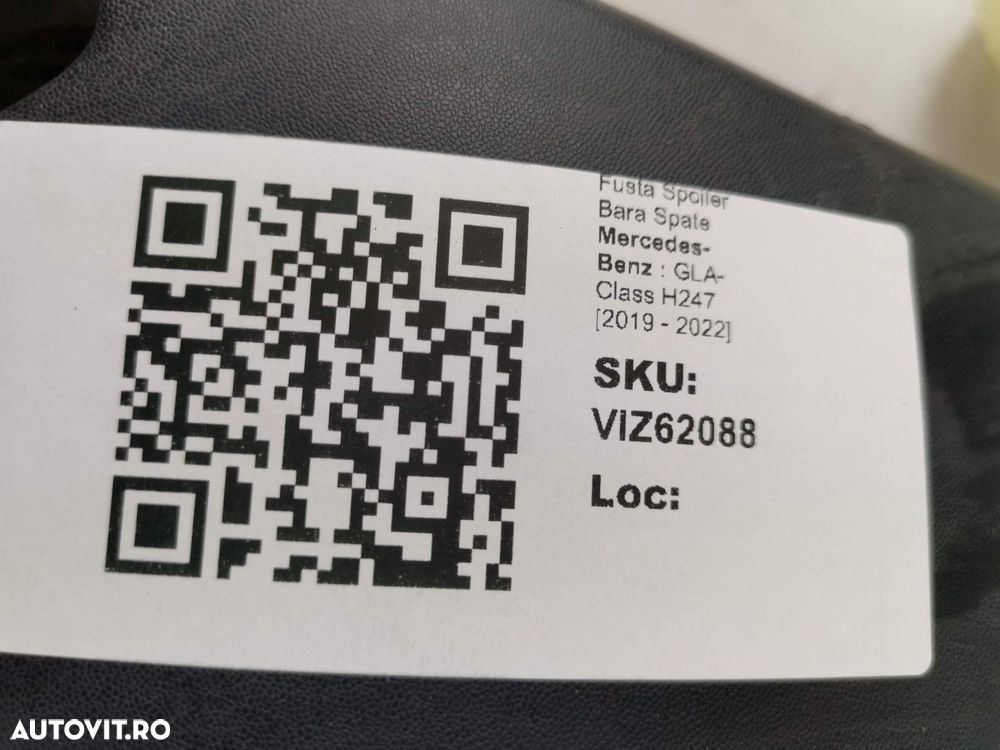 Fusta Spoiler
Bara Spate
Mercedes-
Benz : GLA-
Class H247
[2019 - 2022]
SKU:
VIZ62088
Loc:
AUTOVIT.RO